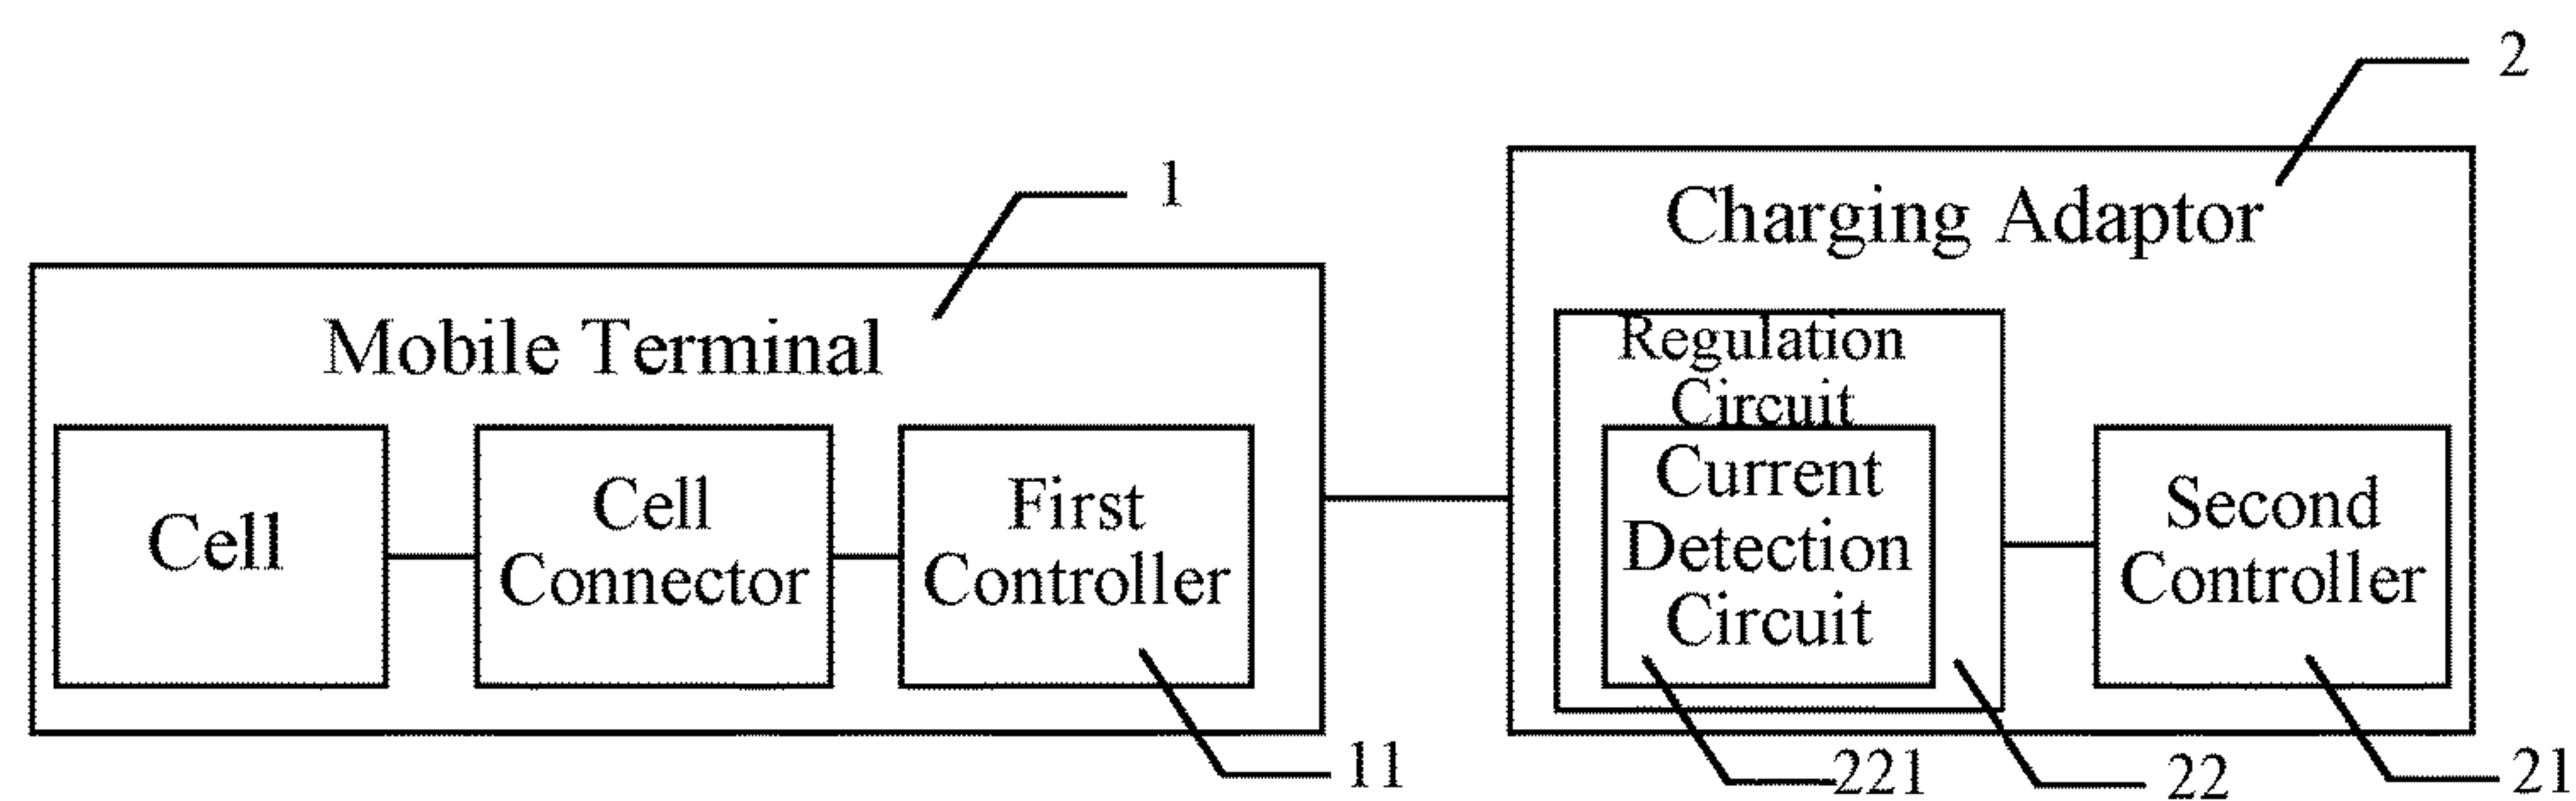 2
1
Charging Adaptor
Mobile Terminal
Regulation
Circuit
Cell
Cell
Connector
First
Controller
Current
Detection
Circuit
Second
Controller
11
221
22
21